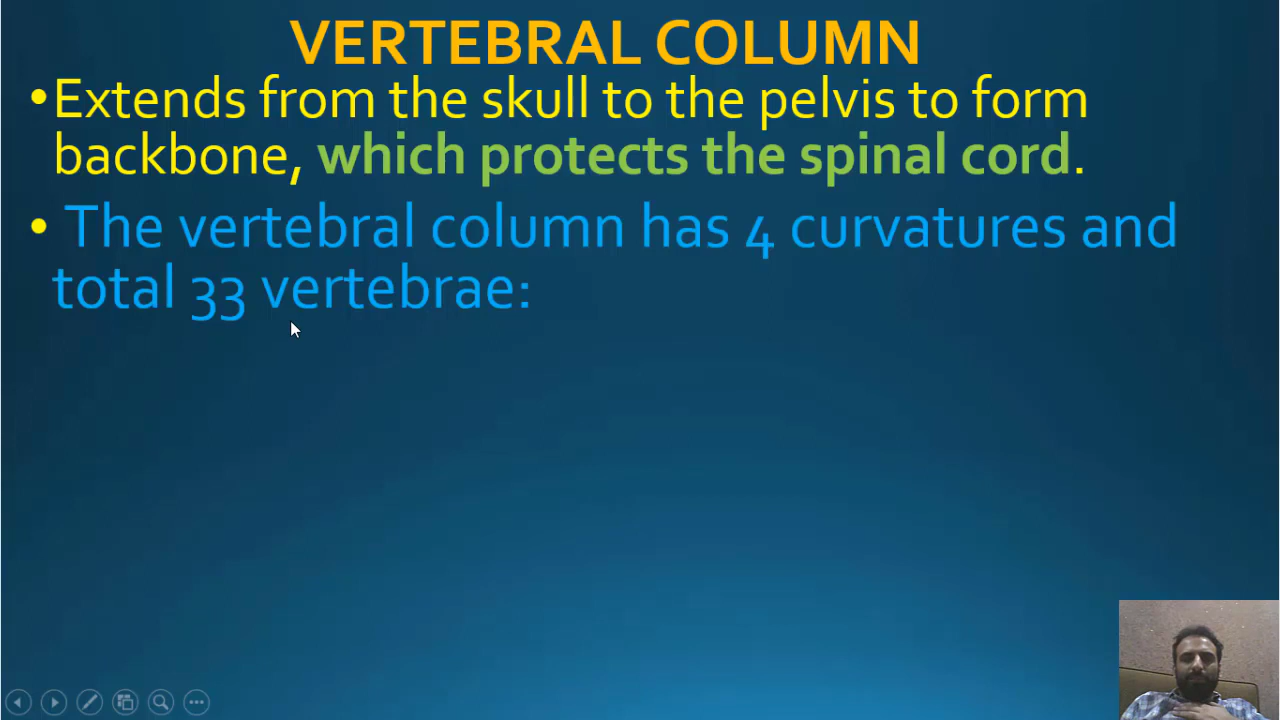 VERTEBRAL COLUMN
•Extends from the skull to the pelvis to form
backbone, which protects the spinal cord.
• The vertebral column has 4 curvatures and
total 33 vertebrae: